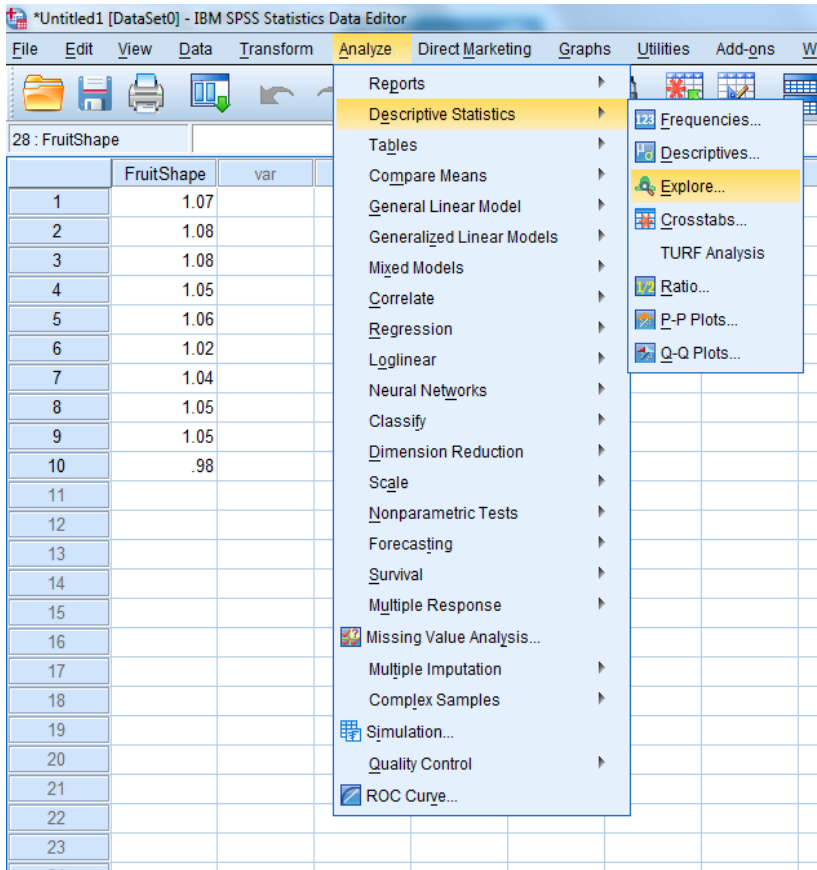 *Untitled1 [DataSet0] - IBM SPSS Statistics Data Editor
File Edit View Data Transform Analyze Direct Marketing Graphs Utilities Add-ons W
28 : FruitShape
FruitShape var
1 1.07
2 1.08
3 1.08
4 1.05
5 1.06
6 1.02
7 1.04
8 1.05
9 1.05
10 .98
11
12
13
14
15
16
17
18
19
20
21
22
23
Reports
Descriptive Statistics
Tables
Compare Means
General Linear Model
Generalized Linear Models
Mixed Models
Correlate
Regression
Loglinear
Neural Networks
Classify
Dimension Reduction
Scale
Nonparametric Tests
Forecasting
Survival
Multiple Response
Missing Value Analysis...
Multiple Imputation
Complex Samples
Simulation...
Quality Control
ROC Curve...
123 Frequencies...
Descriptives...
Explore...
Crosstabs...
TURF Analysis
1/2 Ratio...
P-P Plots...
Q-Q Plots...